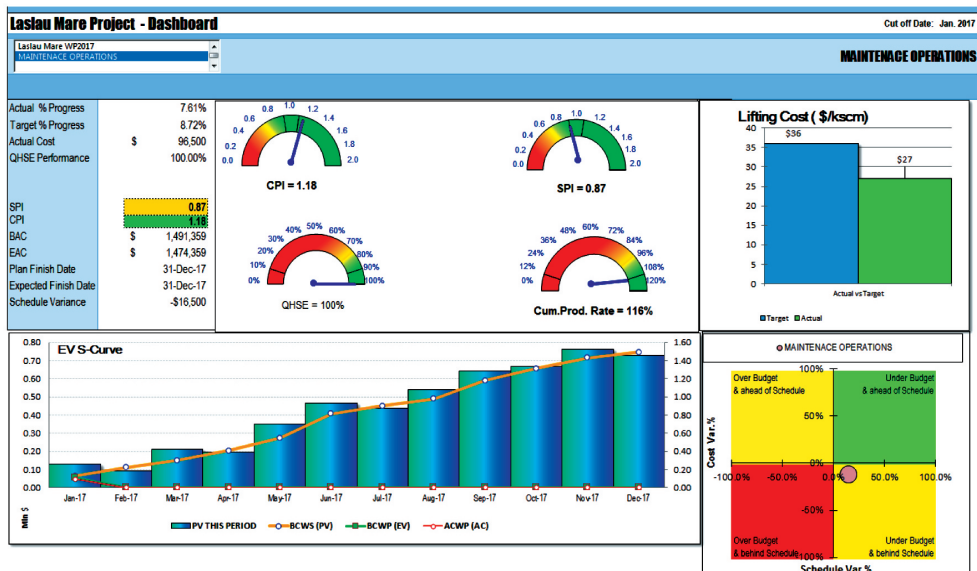 Laslau Mare Project - Dashboard
Cut off Date: Jan. 2017
Laslau Mare WP2017
MAINTENACE OPERATIONS
MAINTENACE OPERATIONS
Actual % Progress 7.61%
Target % Progress 8.72%
Actual Cost $ 96,500
QHSE Performance 100.00%
SPI 0.87
CPI 1.18
BAC $ 1,491,359
EAC $ 1,474,359
Plan Finish Date 31-Dec-17
Expected Finish Date 31-Dec-17
Schedule Variance -$16,500
0.0 0.2 0.4 0.6 0.8 1.0 1.2 1.4 1.6 1.8 2.0
CPI = 1.18
0.0 0.2 0.4 0.6 0.8 1.0 1.2 1.4 1.6 1.8 2.0
SPI = 0.87
0% 10% 20% 30% 40% 50% 60% 70% 80% 90% 100%
QHSE = 100%
0% 12% 24% 36% 48% 60% 72% 84% 96% 108% 120%
Cum.Prod. Rate = 116%
Lifting Cost ( $/kscm)
40
35
30
25
20
15
10
5
0
$36
$27
Actual vs Target
Target Actual
EV S-Curve
0.80
0.70
0.60
0.50
0.40
0.30
0.20
0.10
0.00
1.60
1.40
1.20
1.00
0.80
0.60
0.40
0.20
0.00
Jan-17 Feb-17 Mar-17 Apr-17 May-17 Jun-17 Jul-17 Aug-17 Sep-17 Oct-17 Nov-17 Dec-17
Mln $
PV THIS PERIOD BCWS (PV) BCWP (EV) ACWP (AC)
MAINTENACE OPERATIONS
Over Budget
& ahead of Schedule
Under Budget
& ahead of Schedule
100%
50%
0%
-50%
-100%
-100.0% -50.0% 0.0% 50.0% 100.0%
Cost Var.%
Over Budget
& behind Schedule
Under Budget
& behind Schedule
Schedule Var.%